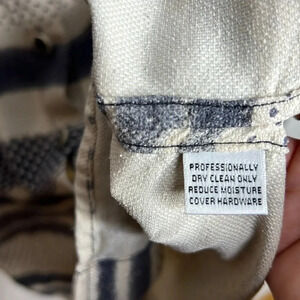 PROFESSIONALLY
DRY CLEAN ONLY
REDUCE MOISTURE
COVER HARDWARE